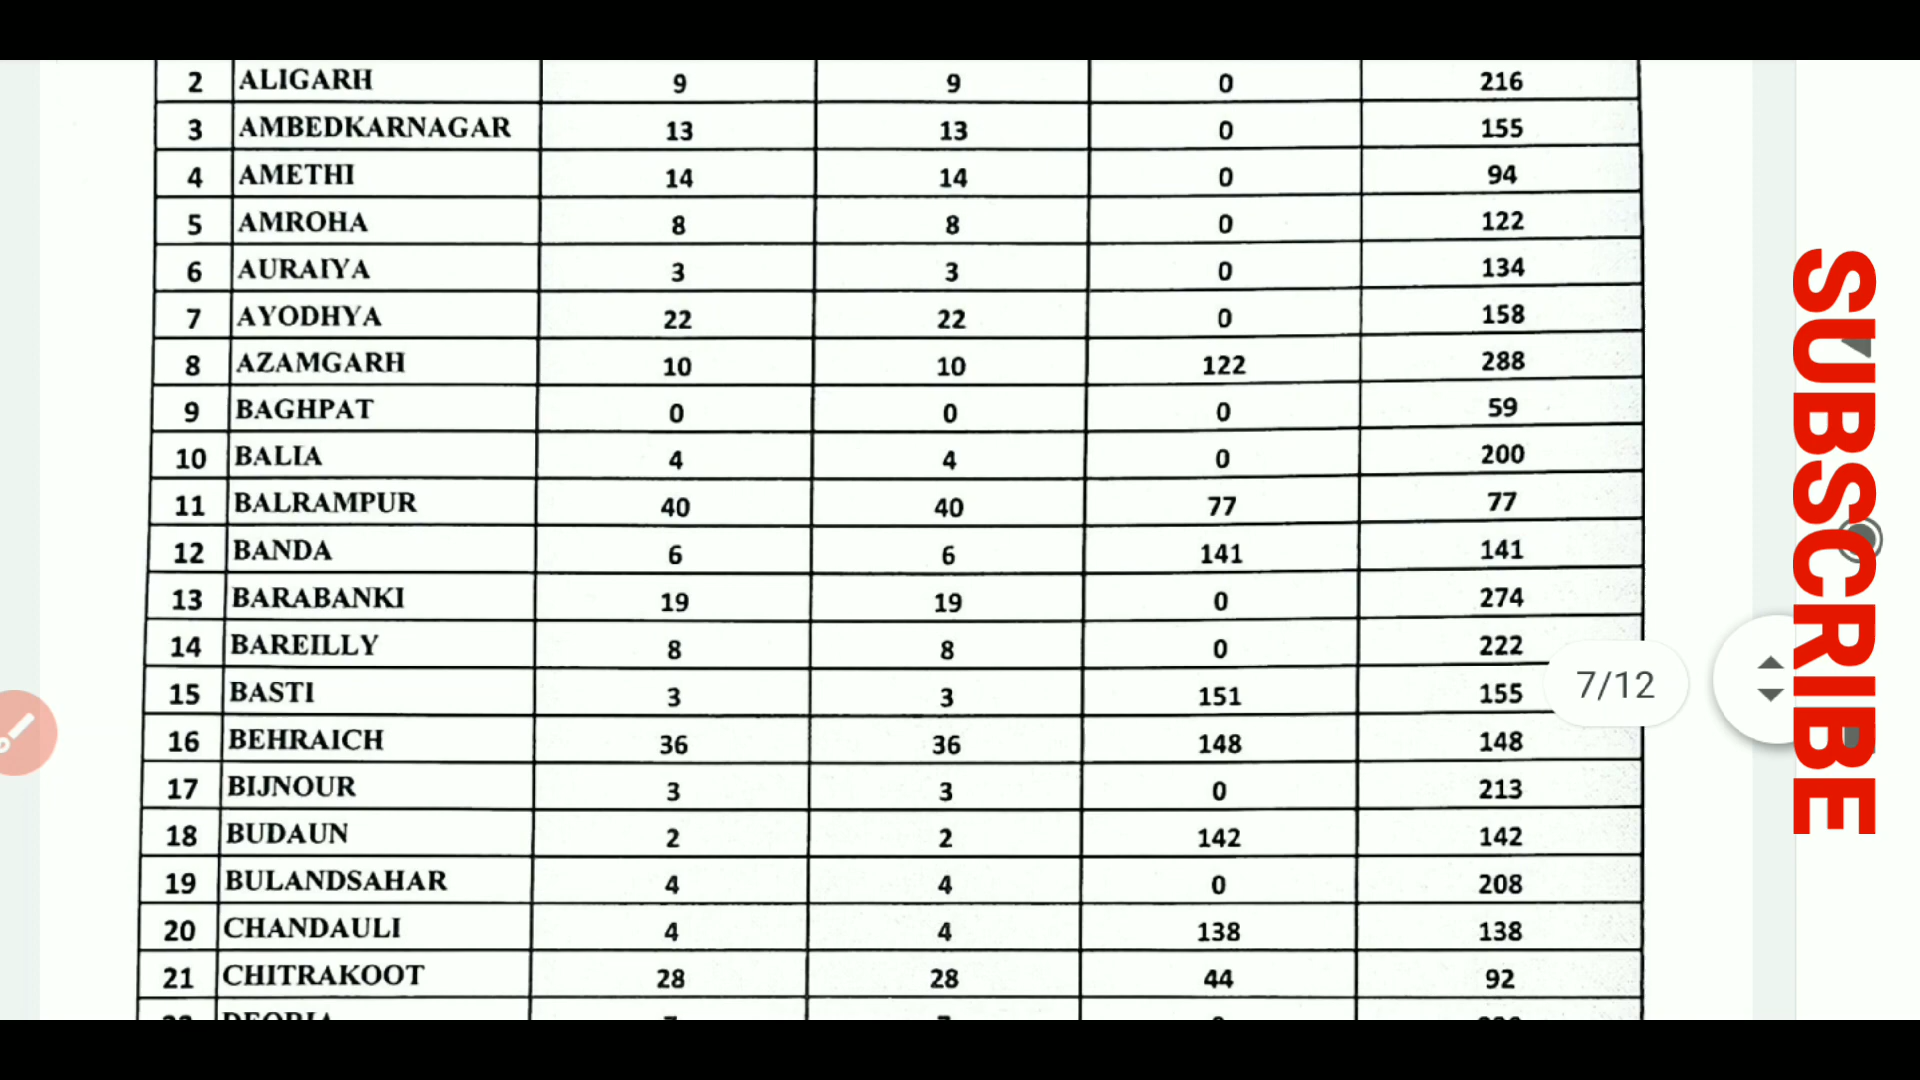 2 ALIGARH 9 9 0 216
3 AMBEDKARNAGAR 13 13 0 155
4 AMETHI 14 14 0 94
5 AMROHA 8 8 0 122
6 AURAIYA 3 3 0 134
7 AYODHYA 22 22 0 158
8 AZAMGARH 10 10 122 288
9 BAGHPAT 0 0 0 59
10 BALIA 4 4 0 200
11 BALRAMPUR 40 40 77 77
12 BANDA 6 6 141 141
13 BARABANKI 19 19 0 274
14 BAREILLY 8 8 0 222
15 BASTI 3 3 151 155
16 BEHRAICH 36 36 148 148
17 BIJNOUR 3 3 0 213
18 BUDAUN 2 2 142 142
19 BULANDSAHAR 4 4 0 208
20 CHANDAULI 4 4 138 138
21 CHITRAKOOT 28 28 44 92
7/12
SUBSCRIBE